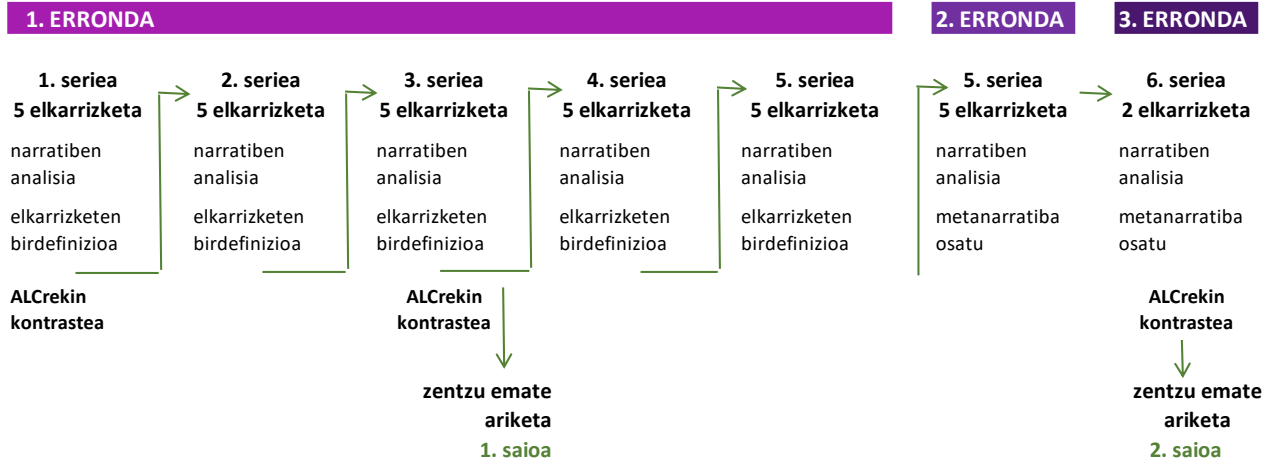 1. ERRONDA
2. ERRONDA
3. ERRONDA
1. seriea
5 elkarrizketa
narratiben
analisia
elkarrizketen
birdefinizioa
ALCrekin
kontrastea
2. seriea
5 elkarrizketa
narratiben
analisia
elkarrizketen
birdefinizioa
3. seriea
5 elkarrizketa
narratiben
analisia
elkarrizketen
birdefinizioa
ALCrekin
kontrastea
zentzu emate
ariketa
1. saioa
4. seriea
5 elkarrizketa
narratiben
analisia
elkarrizketen
birdefinizioa
5. seriea
5 elkarrizketa
narratiben
analisia
elkarrizketen
birdefinizioa
5. seriea
5 elkarrizketa
narratiben
analisia
metanarratiba
osatu
6. seriea
2 elkarrizketa
narratiben
analisia
metanarratiba
osatu
ALCrekin
kontrastea
zentzu emate
ariketa
2. saioa